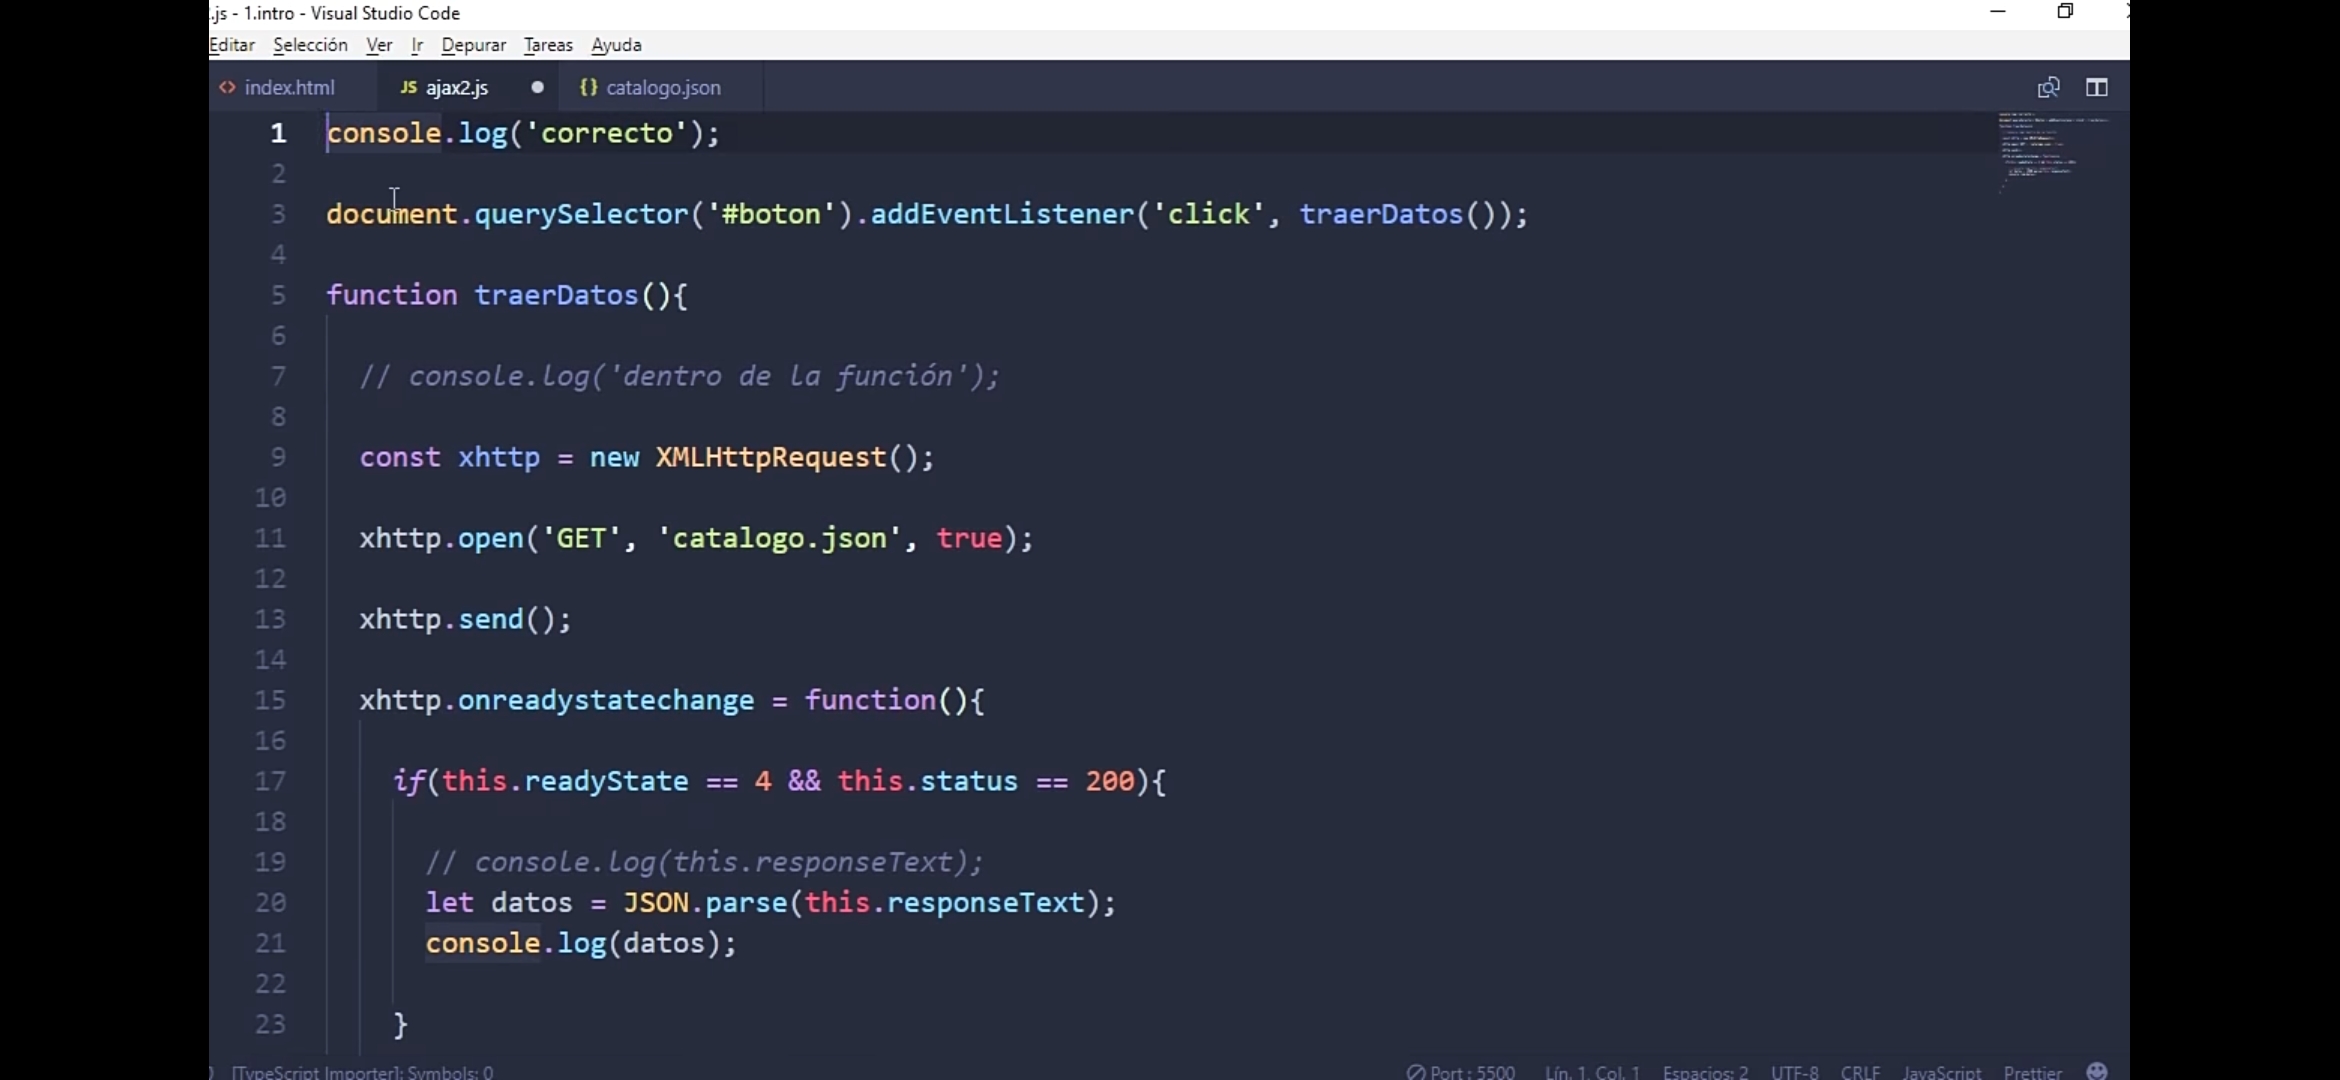 .js - 1.intro - Visual Studio Code
Editar Selección Ver Ir Depurar Tareas Ayuda
<> index.html JS ajax2.js {} catalogo.json
1 console.log('correcto');
2
3 document.querySelector('#boton').addEventListener('click', traerDatos());
4
5 function traerDatos(){
6
7 // console.log('dentro de la función');
8
9 const xhttp = new XMLHttpRequest();
10
11 xhttp.open('GET', 'catalogo.json', true);
12
13 xhttp.send();
14
15 xhttp.onreadystatechange = function(){
16
17 if(this.readyState == 4 && this.status == 200){
18
19 // console.log(this.responseText);
20 let datos = JSON.parse(this.responseText);
21 console.log(datos);
22
23 }
[TypeScript Importer]: Symbols: 0 Port : 5500 Lín. 1, Col. 1 Espacios: 2 UTF-8 CRLF JavaScript Prettier